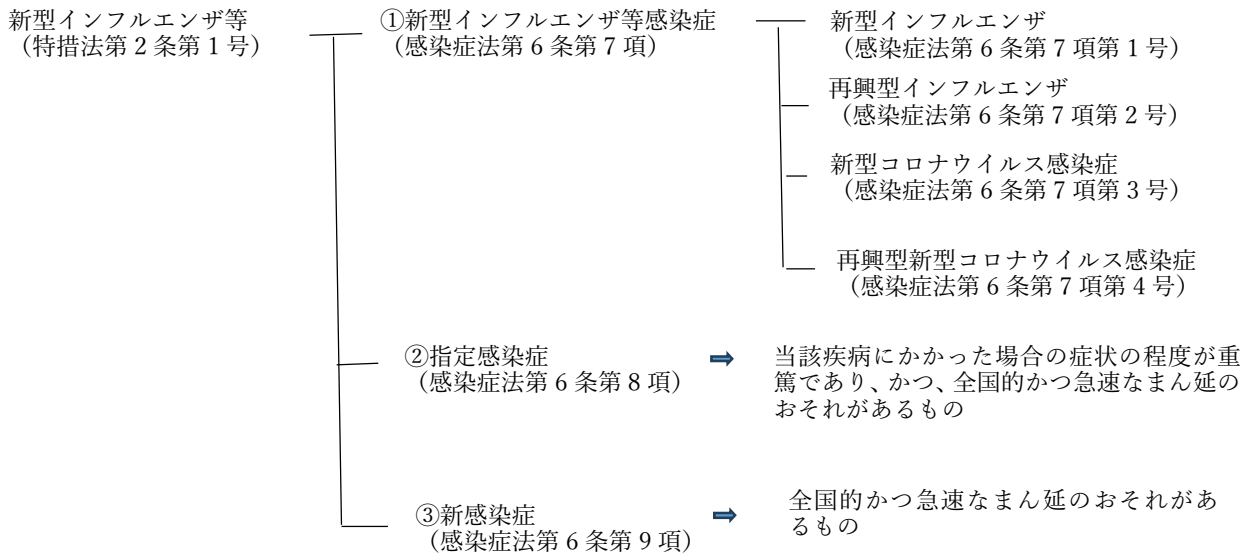 新型インフルエンザ等
（特措法第２条第１号）
①新型インフルエンザ等感染症
（感染症法第６条第７項）
新型インフルエンザ
（感染症法第６条第７項第１号）
再興型インフルエンザ
（感染症法第６条第７項第２号）
新型コロナウイルス感染症
（感染症法第６条第７項第３号）
再興型新型コロナウイルス感染症
（感染症法第６条第７項第４号）
②指定感染症
（感染症法第６条第８項）
当該疾病にかかった場合の症状の程度が重
篤であり、かつ、全国的かつ急速なまん延の
おそれがあるもの
③新感染症
（感染症法第６条第９項）
全国的かつ急速なまん延のおそれがあ
るもの